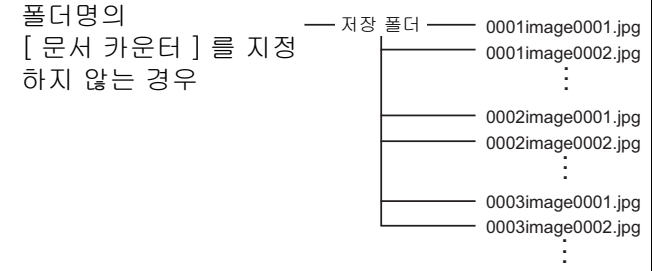 폴더명의
[ 문서 카운터 ] 를 지정
하지 않는 경우
저장 폴더
0001image0001.jpg
0001image0002.jpg
⋮
0002image0001.jpg
0002image0002.jpg
⋮
0003image0001.jpg
0003image0002.jpg
⋮